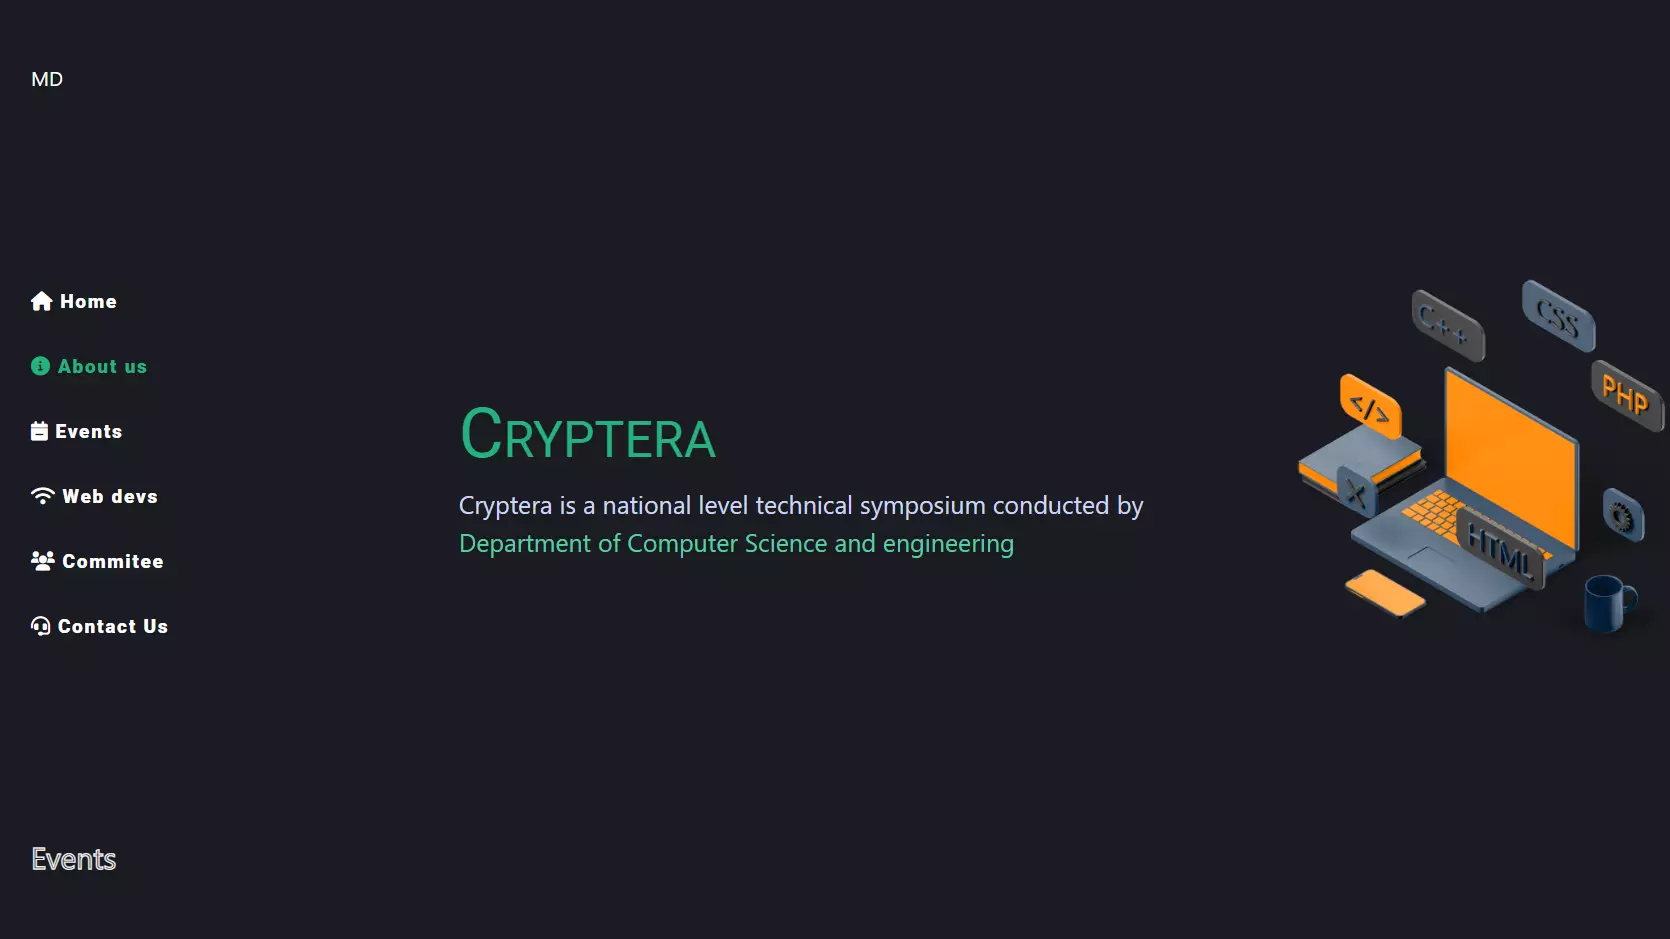 MD
Home
About us
Events
Web devs
Commitee
Contact Us
Cryptera
Cryptera is a national level technical symposium conducted by
Department of Computer Science and engineering
C++
CSS
PHP
</>
X
HTML
Events